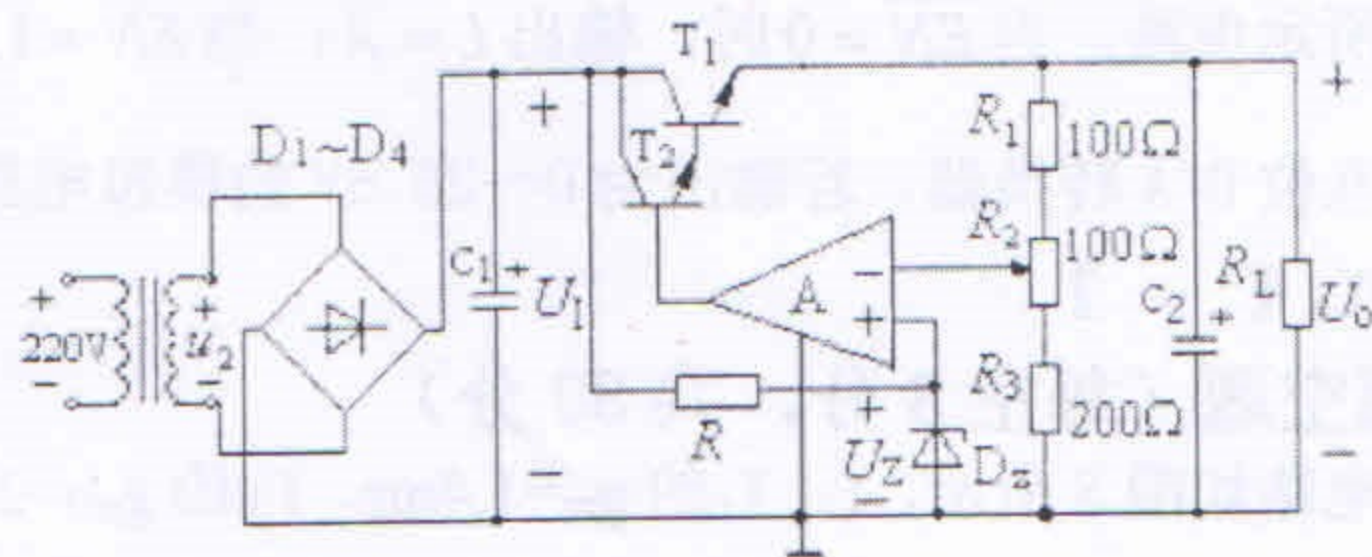 T1
D1~D4
T2
C1
+
U1
−
+
220V
−
+
u2
−
A
−
+
R
+
UZ
−
DZ
R1
100Ω
R2
100Ω
R3
200Ω
C2
+
RL
+
Uo
−